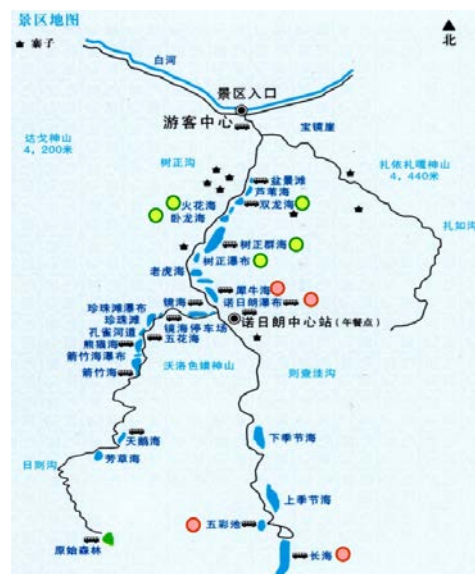 景区地图
寨子
北
白河
景区入口
游客中心
宝镜崖
达戈神山
4，200米
树正沟
扎依扎嘎神山
4，440米
盆景滩
芦苇海
火花海
双龙海
卧龙海
扎如沟
树正群海
树正瀑布
老虎海
犀牛海
诺日朗瀑布
镜海
珍珠滩瀑布
珍珠滩
诺日朗中心站（午餐点）
镜海停车场
孔雀河道
五花海
熊猫海
箭竹海瀑布
箭竹海
沃洛色嫫神山
则查洼沟
天鹅海
芳草海
下季节海
日则沟
上季节海
五彩池
原始森林
长海